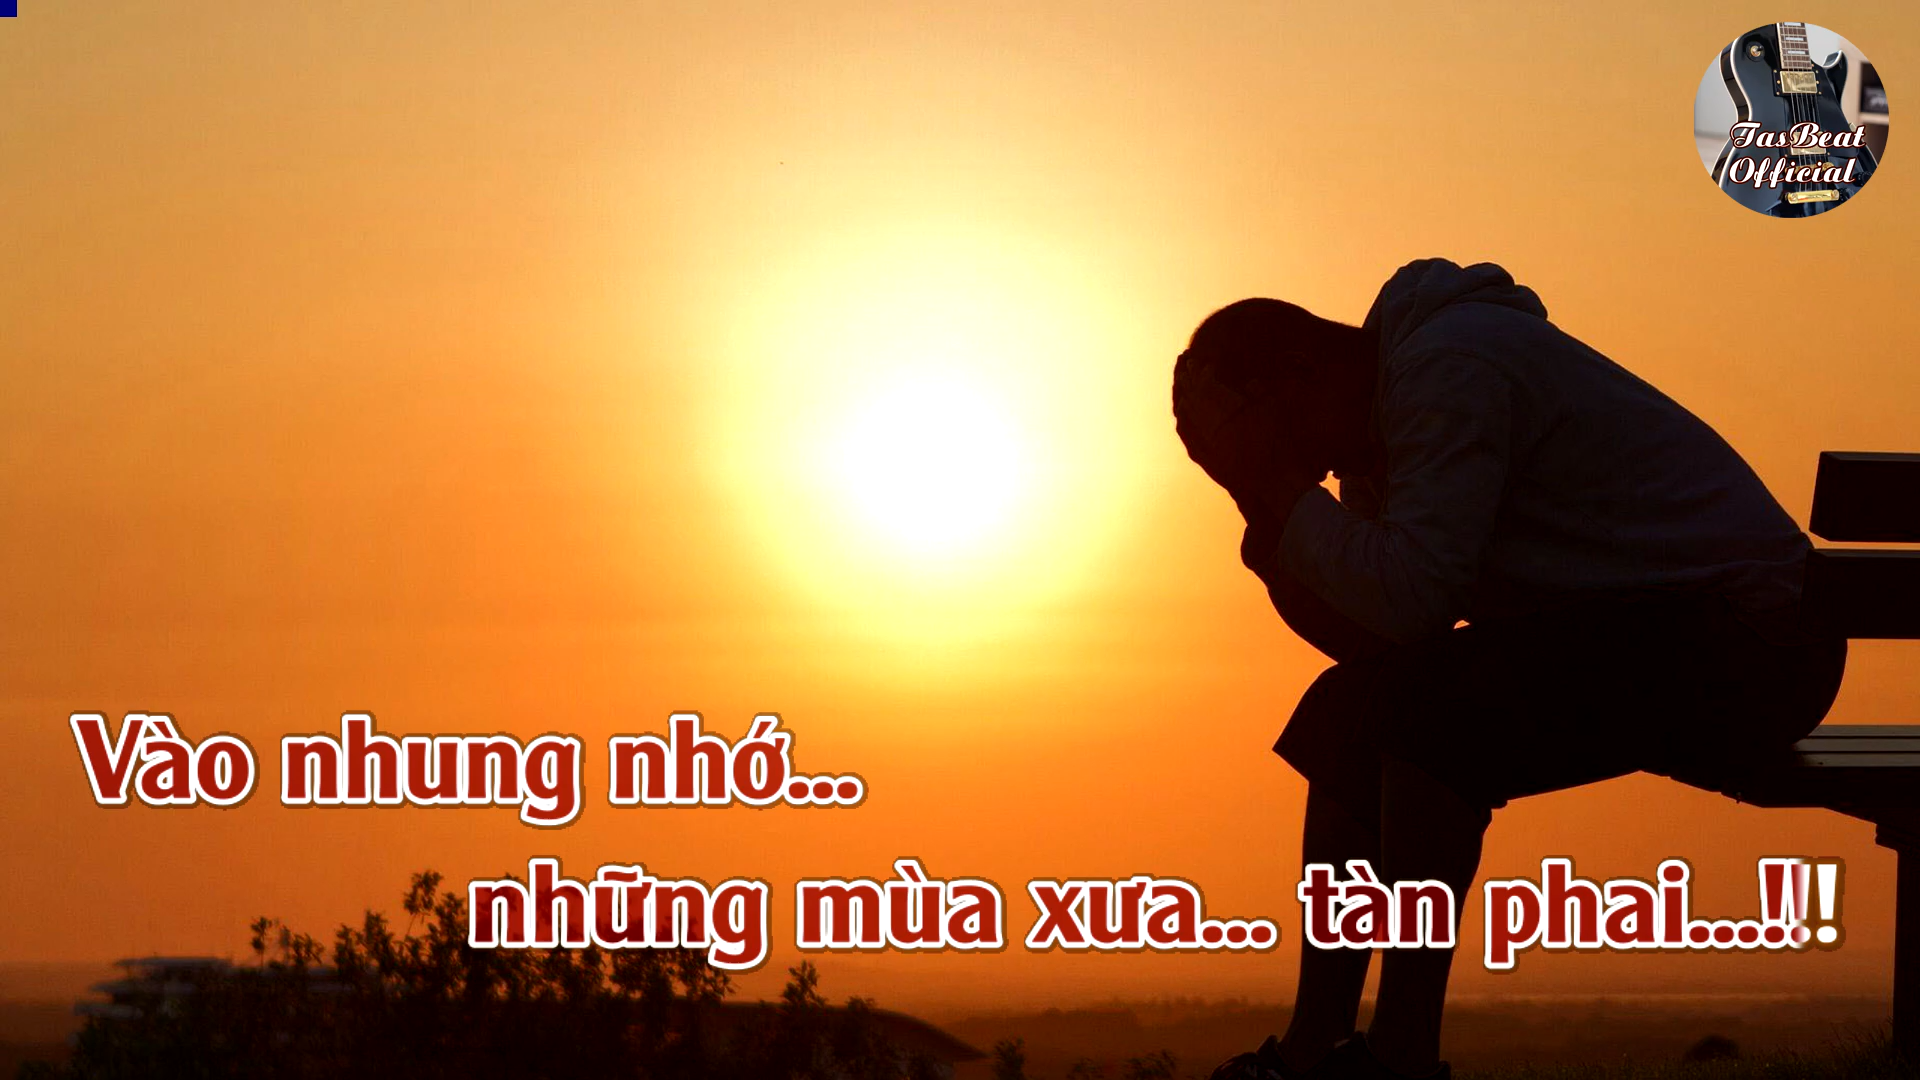 TasBeat
Official
Vào nhung nhớ...
những mùa xưa... tàn phai...!!!